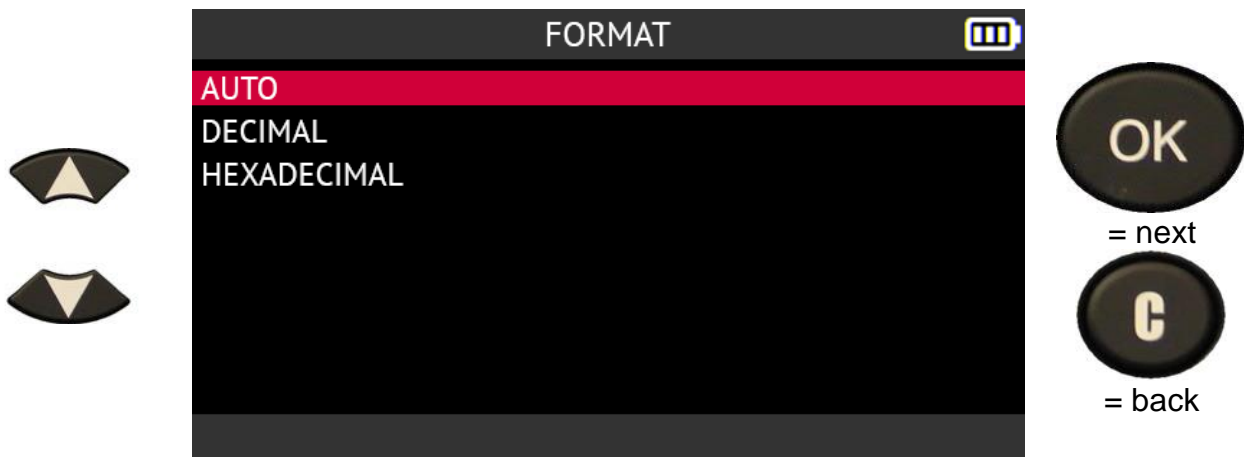 FORMAT
AUTO
DECIMAL
HEXADECIMAL
OK
= next
C
= back